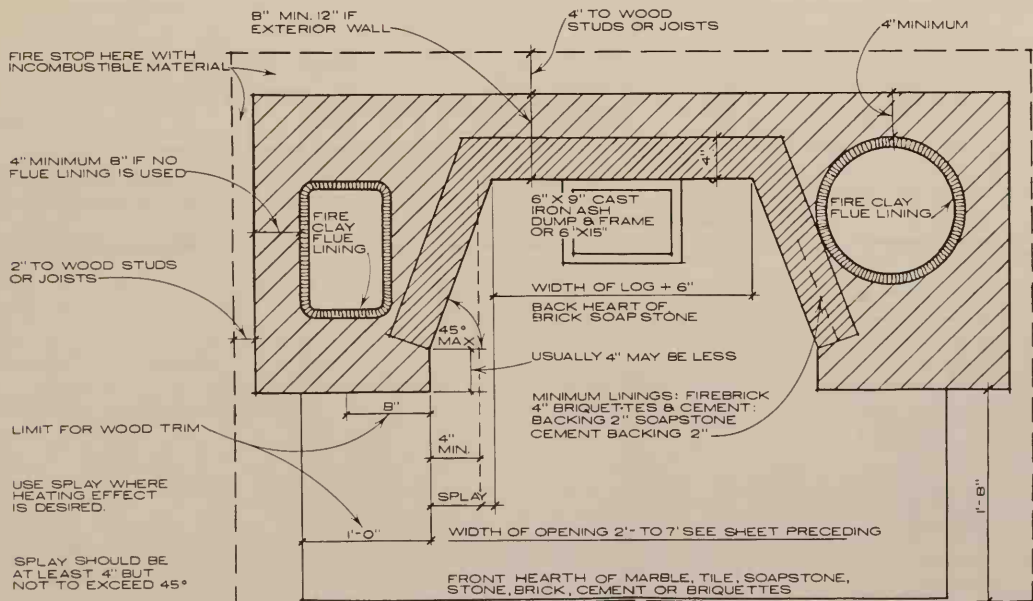 8" MIN. 12" IF
EXTERIOR WALL
4" TO WOOD
STUDS OR JOISTS
4" MINIMUM
FIRE STOP HERE WITH
INCOMBUSTIBLE MATERIAL
4" MINIMUM 8" IF NO
FLUE LINING IS USED
2" TO WOOD STUDS
OR JOISTS
FIRE
CLAY
FLUE
LINING
4"
6" X 9" CAST
IRON ASH
DUMP & FRAME
OR 6"X15"
FIRE CLAY
FLUE LINING
WIDTH OF LOG + 6"
BACK HEART OF
BRICK SOAPSTONE
45°
MAX
USUALLY 4" MAY BE LESS
MINIMUM LININGS: FIREBRICK
4" BRIQUETTES & CEMENT:
BACKING 2" SOAPSTONE
CEMENT BACKING 2"
8"
LIMIT FOR WOOD TRIM
4"
MIN.
USE SPLAY WHERE
HEATING EFFECT
IS DESIRED.
SPLAY
1'-0"
1'-8"
WIDTH OF OPENING 2'- TO 7' SEE SHEET PRECEDING
SPLAY SHOULD BE
AT LEAST 4" BUT
NOT TO EXCEED 45°
FRONT HEARTH OF MARBLE, TILE, SOAPSTONE,
STONE, BRICK, CEMENT OR BRIQUETTES